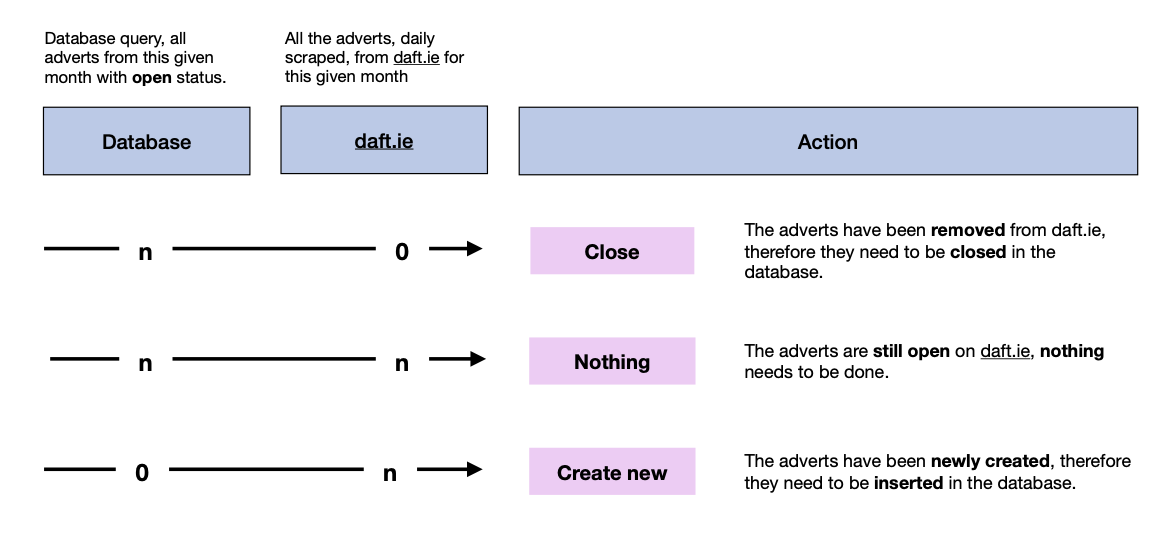 Database query, all
adverts from this given
month with open status.
All the adverts, daily
scraped, from daft.ie for
this given month
Database
daft.ie
Action
n
0
Close
The adverts have been removed from daft.ie,
therefore they need to be closed in the
database.
n
n
Nothing
The adverts are still open on daft.ie, nothing
needs to be done.
0
n
Create new
The adverts have been newly created, therefore
they need to be inserted in the database.